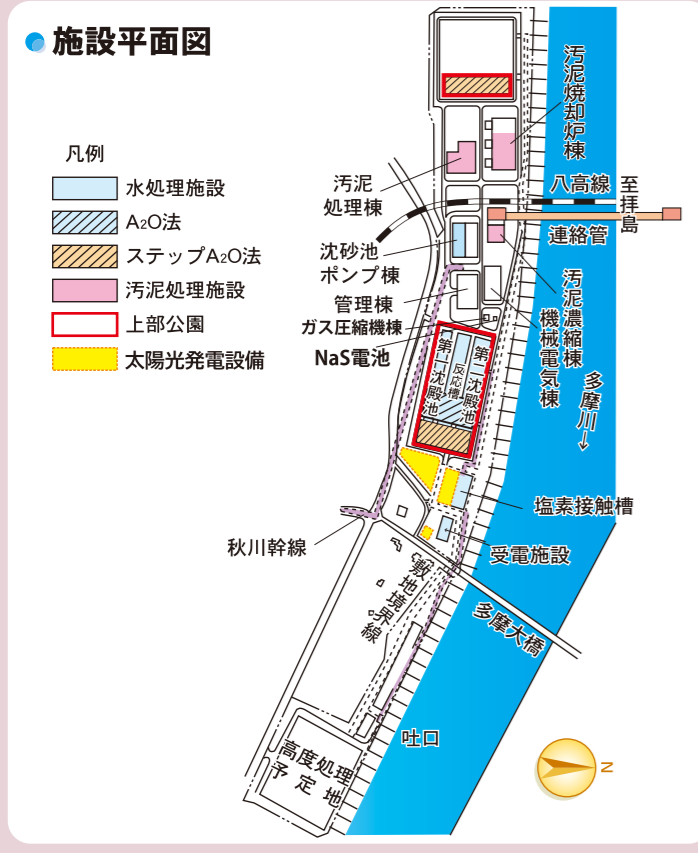 施設平面図
凡例
水処理施設
A2O法
ステップA2O法
汚泥処理施設
上部公園
太陽光発電設備
汚泥焼却炉棟
汚泥
処理棟
八高線
至拝島
連絡管
沈砂池
ポンプ棟
管理棟
ガス圧縮機棟
NaS電池
汚泥濃縮棟
機械電気棟
第一沈殿池
反応槽
第二沈殿池
多摩川→
塩素接触槽
受電施設
秋川幹線
敷地境界線
多摩大橋
吐口
高度処理
予定地
N